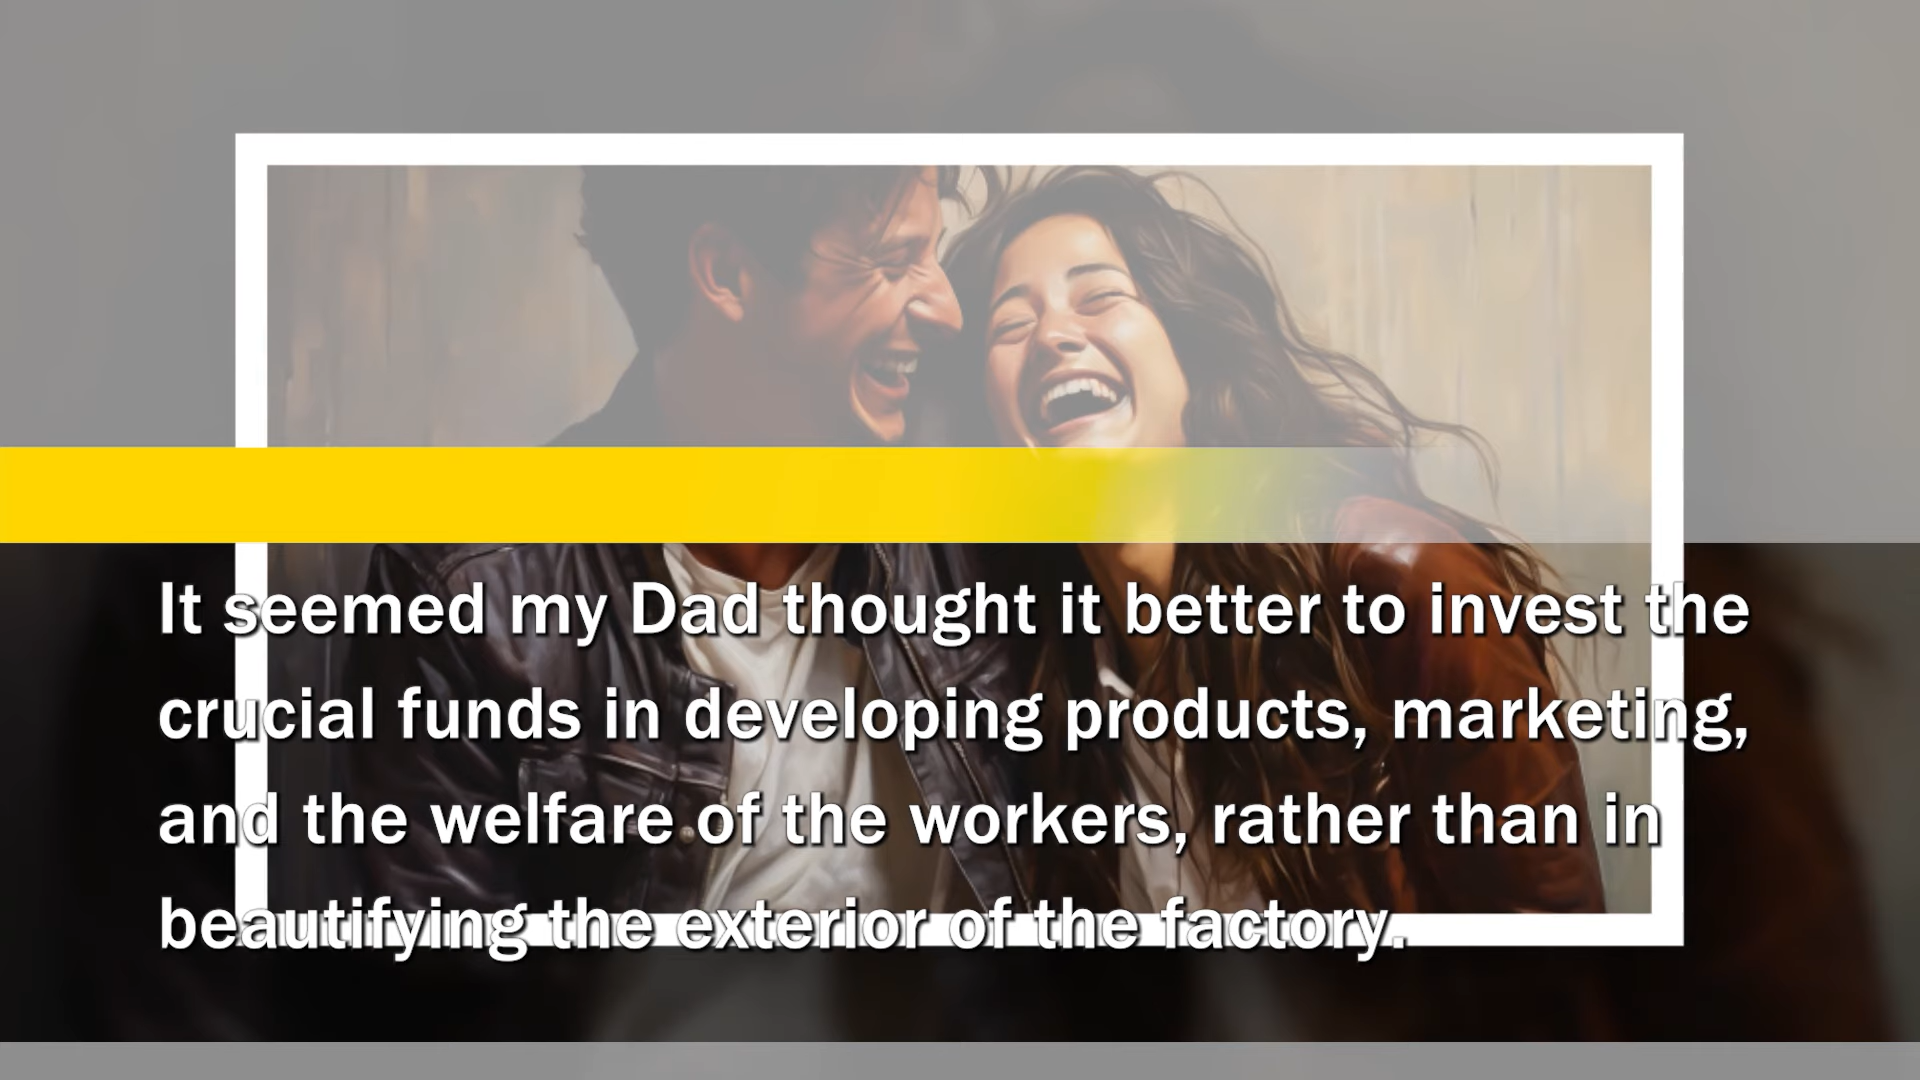 It seemed my Dad thought it better to invest the
crucial funds in developing products, marketing,
and the welfare of the workers, rather than in
beautifying the exterior of the factory.